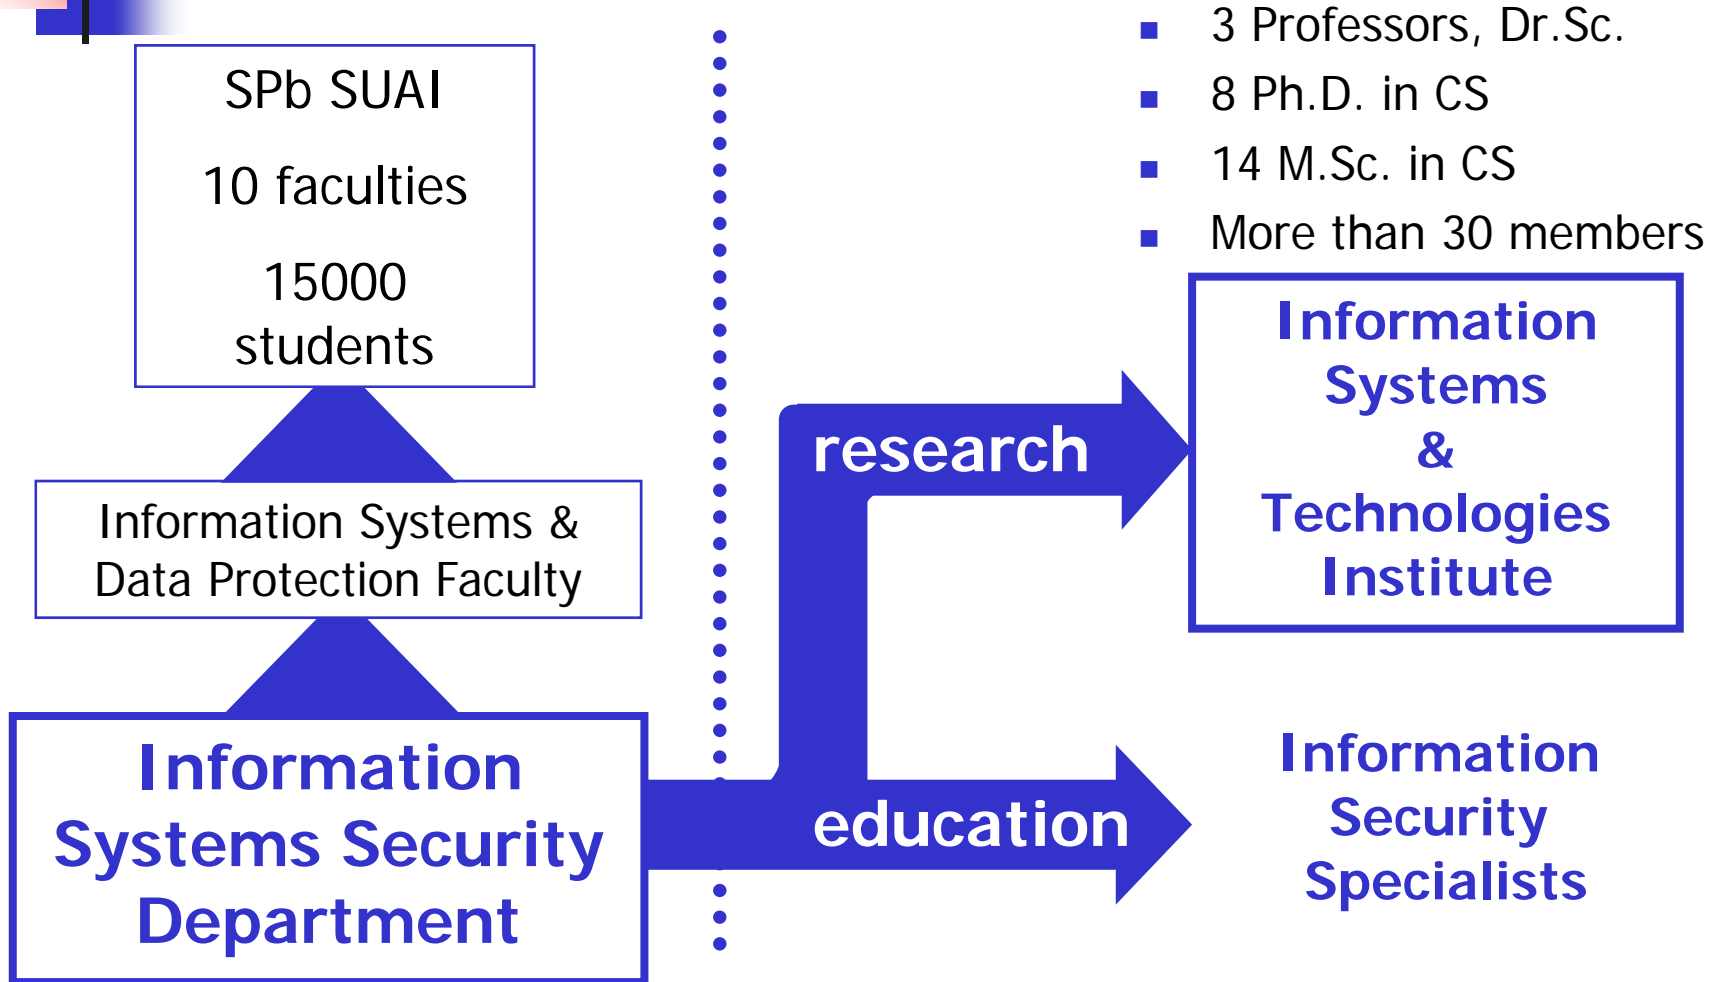 SPb SUAI
10 faculties
15000
students
Information Systems &
Data Protection Faculty
Information
Systems Security
Department
research
education
3 Professors, Dr.Sc.
8 Ph.D. in CS
14 M.Sc. in CS
More than 30 members
Information
Systems
&
Technologies
Institute
Information
Security
Specialists